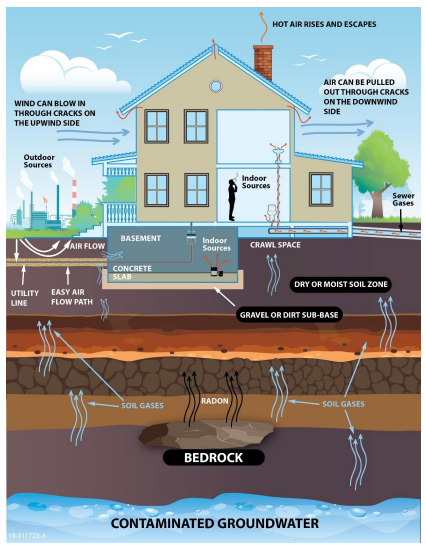 HOT AIR RISES AND ESCAPES
AIR CAN BE PULLED
OUT THROUGH CRACKS
ON THE DOWNWIND
SIDE
WIND CAN BLOW IN
THROUGH CRACKS ON
THE UPWIND SIDE
Outdoor
Sources
Indoor
Sources
Sewer
Gases
AIR FLOW
BASEMENT
Indoor
Sources
CRAWL SPACE
CONCRETE
SLAB
UTILITY
LINE
EASY AIR
FLOW PATH
DRY OR MOIST SOIL ZONE
GRAVEL OR DIRT SUB-BASE
SOIL GASES
RADON
SOIL GASES
BEDROCK
CONTAMINATED GROUNDWATER